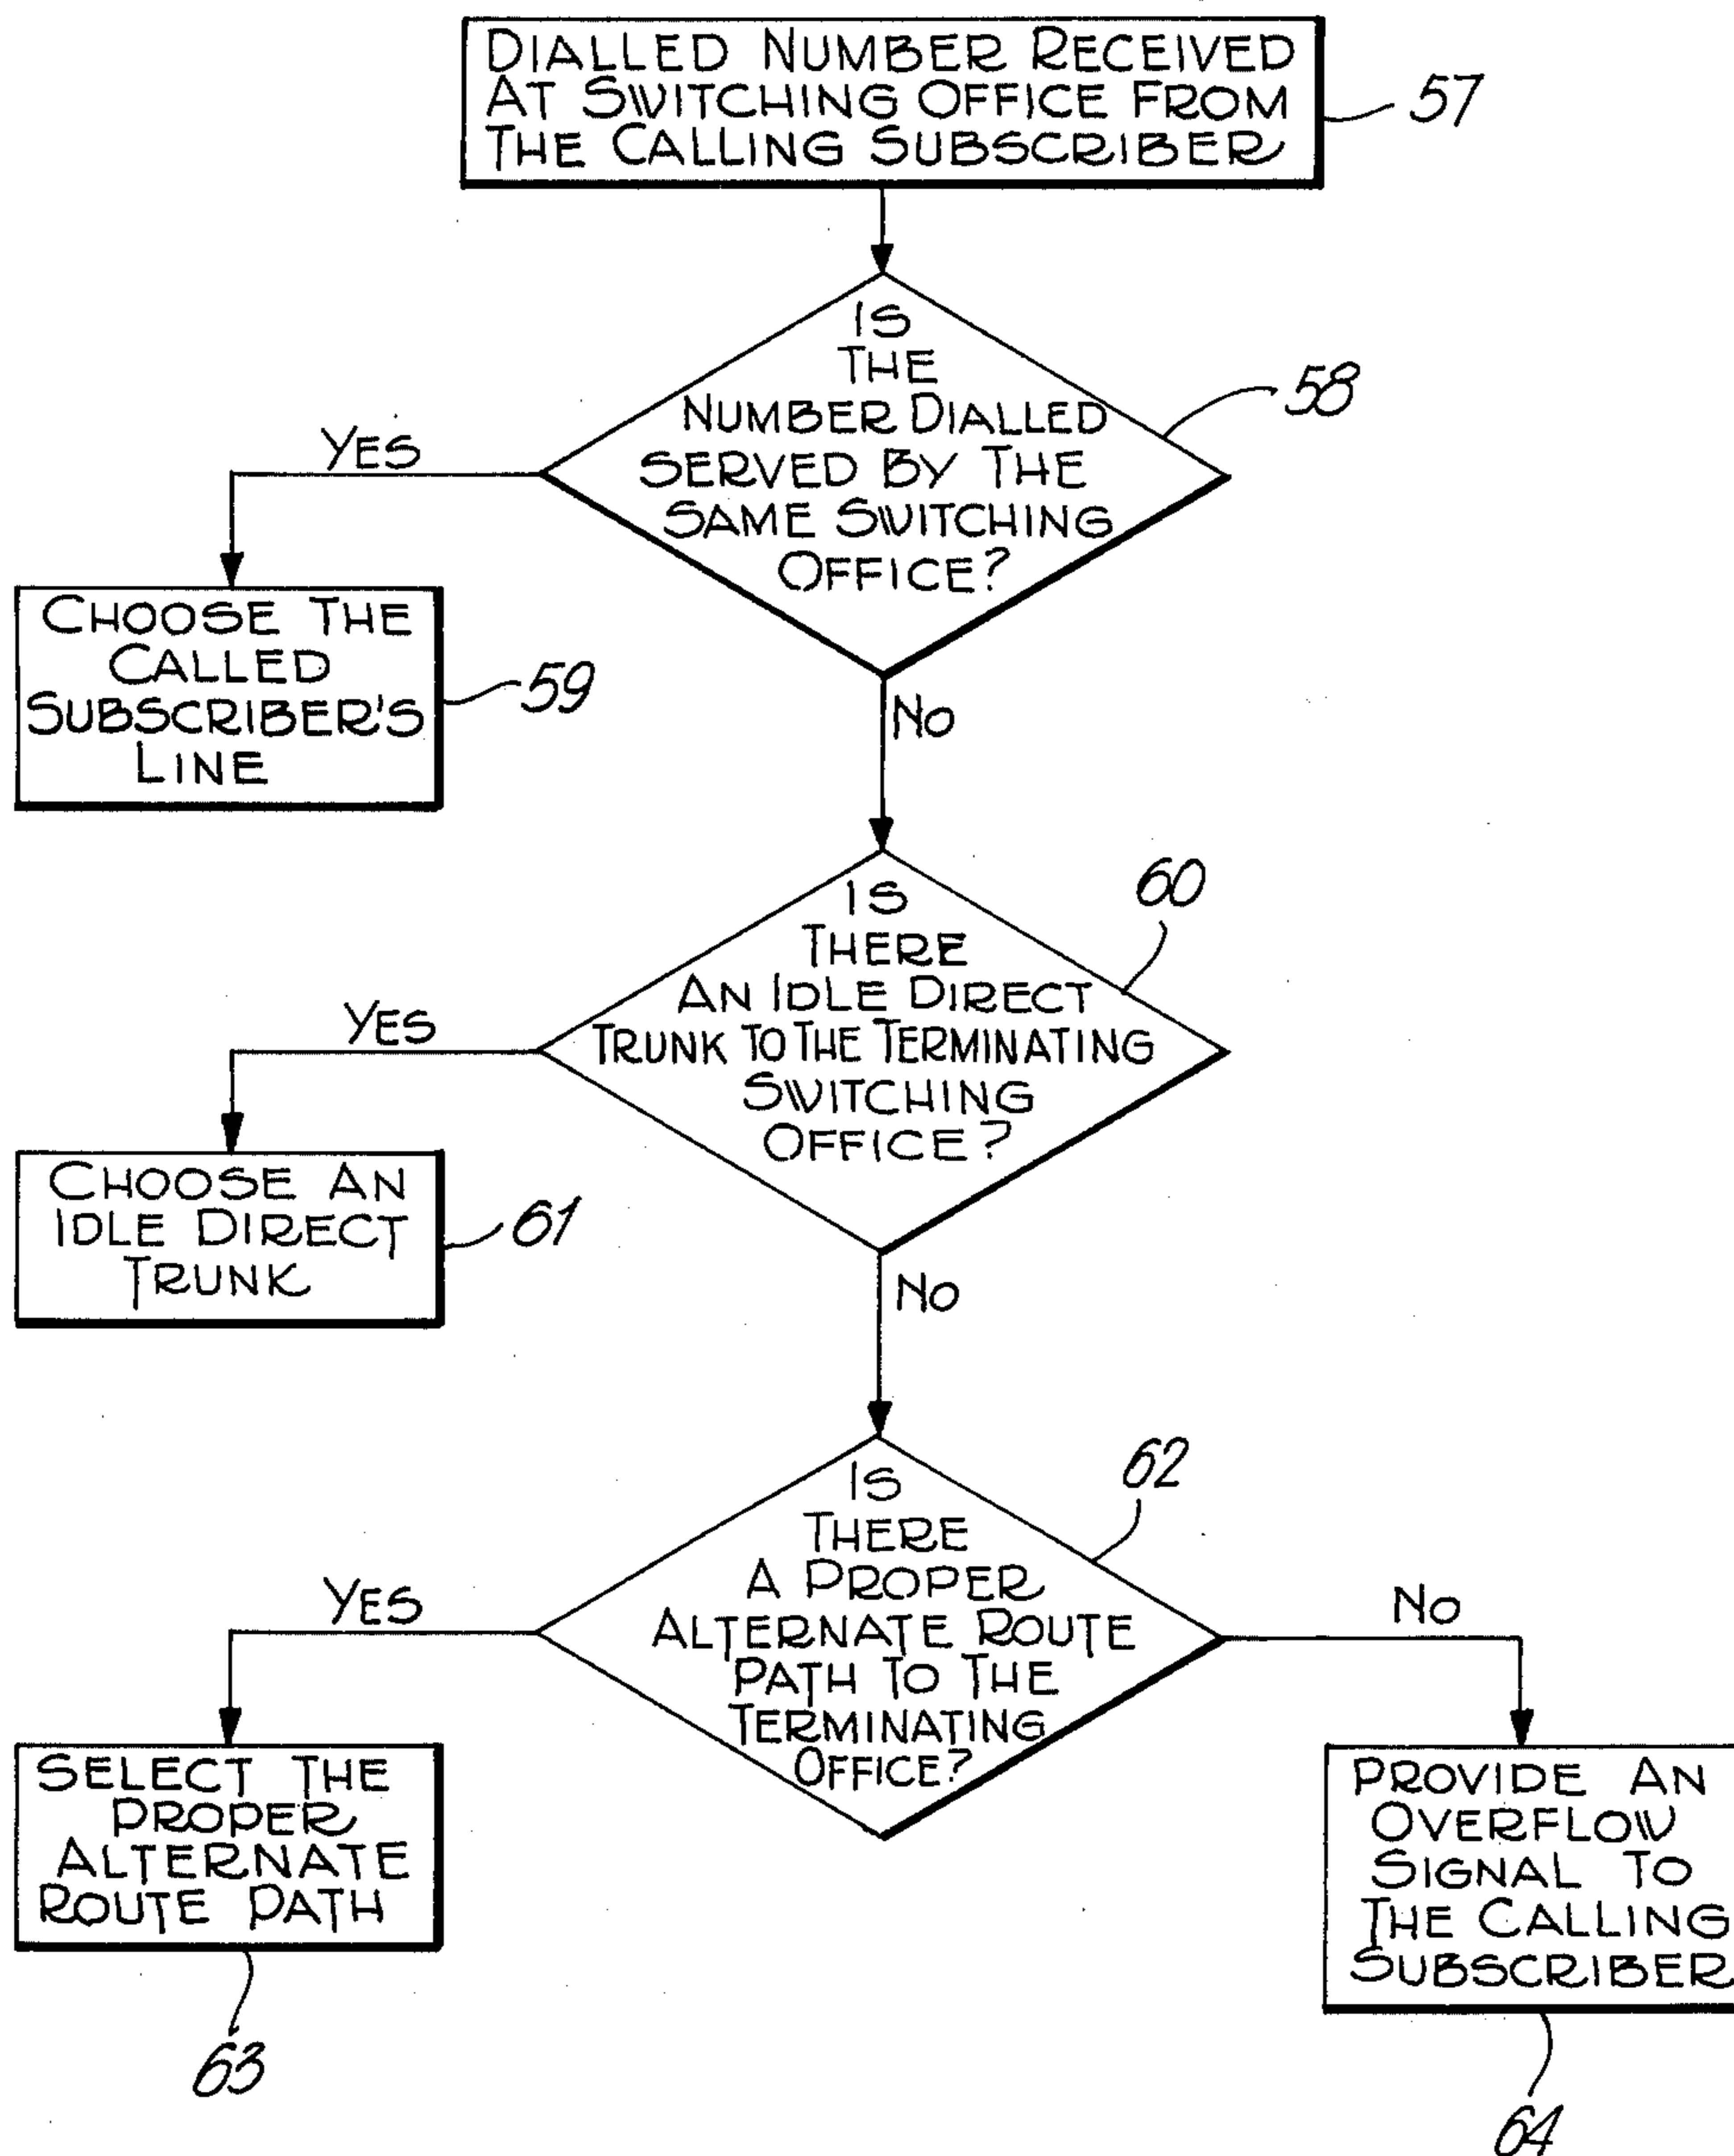 DIALLED NUMBER RECEIVED
AT SWITCHING OFFICE FROM
THE CALLING SUBSCRIBER
57
IS
THE
NUMBER DIALLED
SERVED BY THE
SAME SWITCHING
OFFICE?
58
YES
CHOOSE THE
CALLED
SUBSCRIBER'S
LINE
59
NO
IS
THERE
AN IDLE DIRECT
TRUNK TO THE TERMINATING
SWITCHING
OFFICE?
60
YES
CHOOSE AN
IDLE DIRECT
TRUNK
61
NO
IS
THERE
A PROPER
ALTERNATE ROUTE
PATH TO THE
TERMINATING
OFFICE?
62
YES
NO
SELECT THE
PROPER
ALTERNATE
ROUTE PATH
63
PROVIDE AN
OVERFLOW
SIGNAL TO
THE CALLING
SUBSCRIBER
64